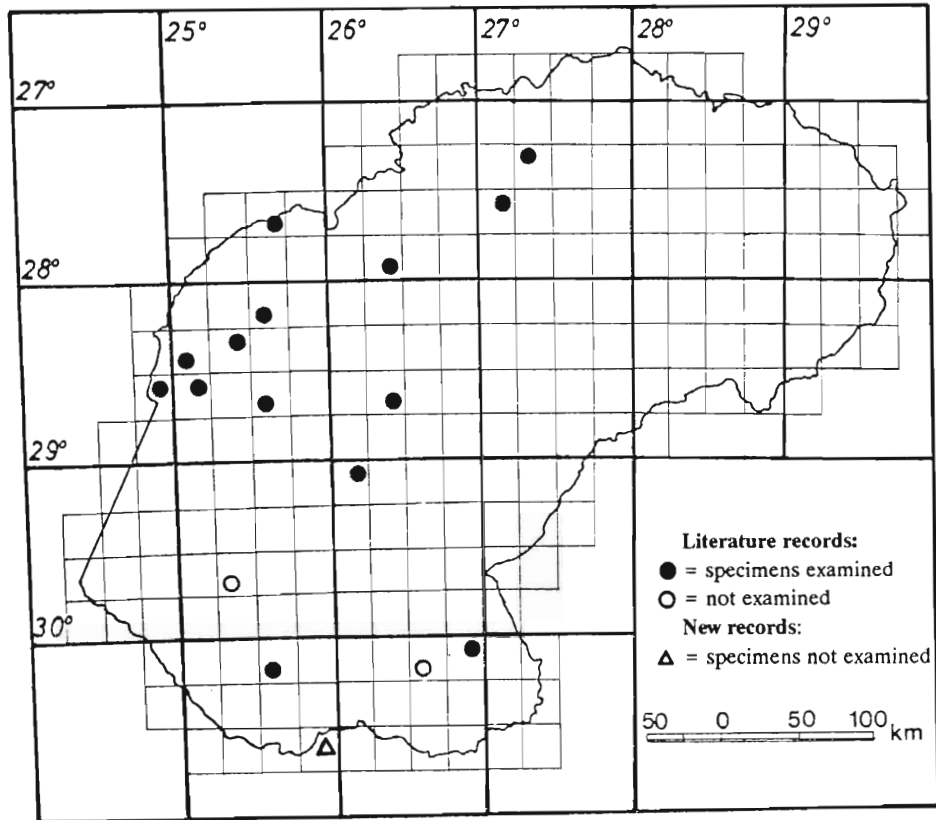 25° 26° 27° 28° 29°
27°
28°
29°
30°
Literature records:
● = specimens examined
○ = not examined
New records:
△ = specimens not examined
50 0 50 100 km